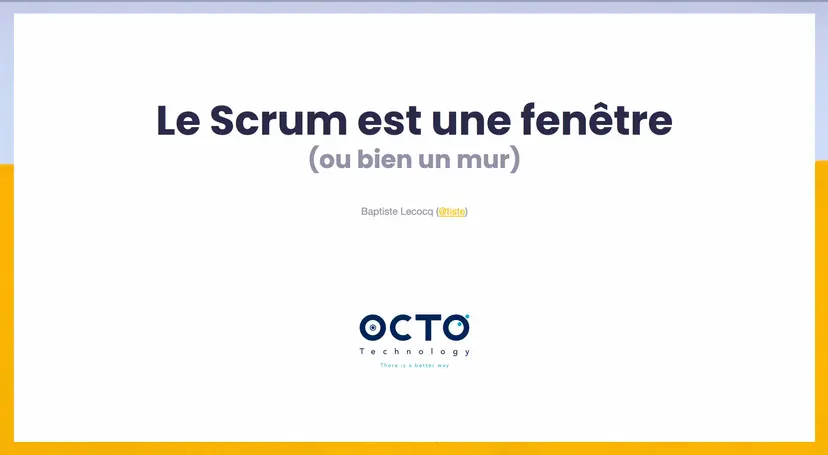 Le Scrum est une fenêtre
(ou bien un mur)
Baptiste Lecocq (@tiste)
OCTO
Technology
There is a better way